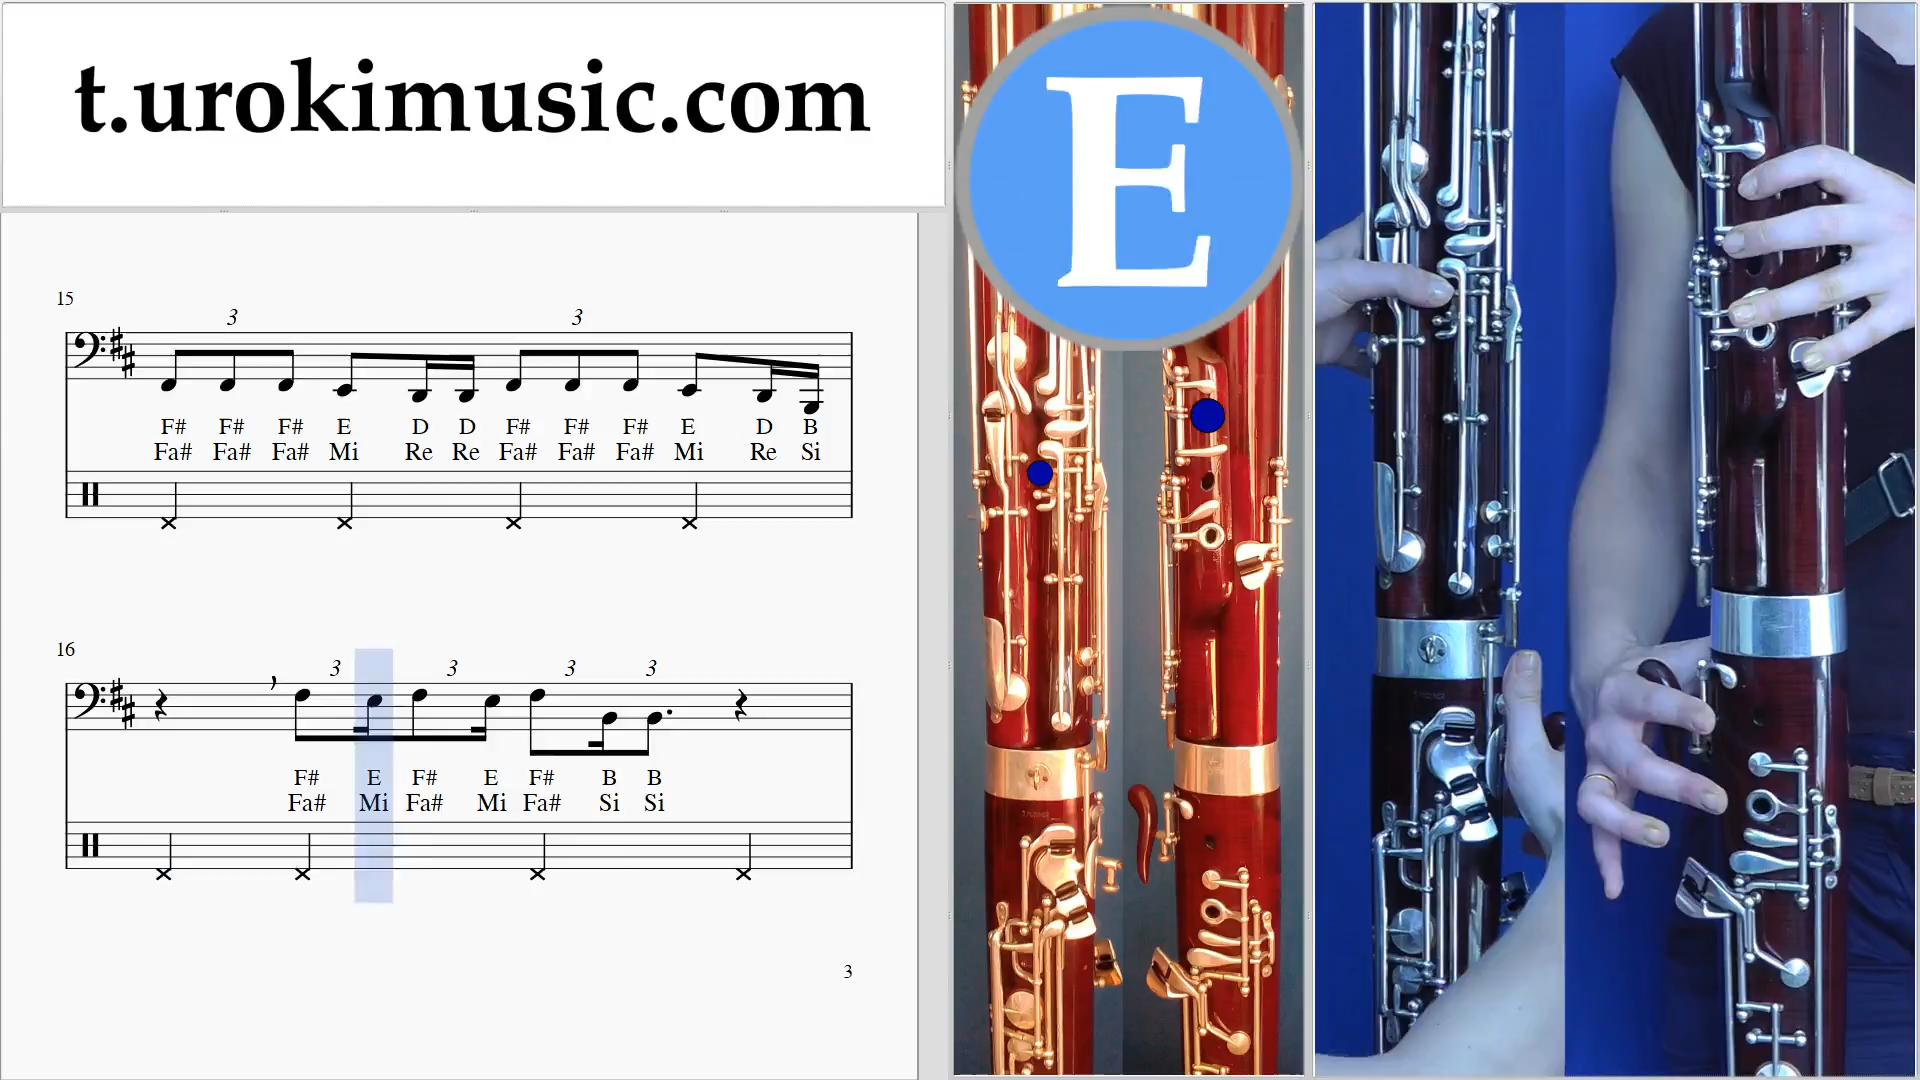 t.urokimusic.com
E
15
3 3
F# F# F# E D D F# F# F# E D B
Fa# Fa# Fa# Mi Re Re Fa# Fa# Fa# Mi Re Si
16
3 3 3 3
F# E F# E F# B B
Fa# Mi Fa# Mi Fa# Si Si
3